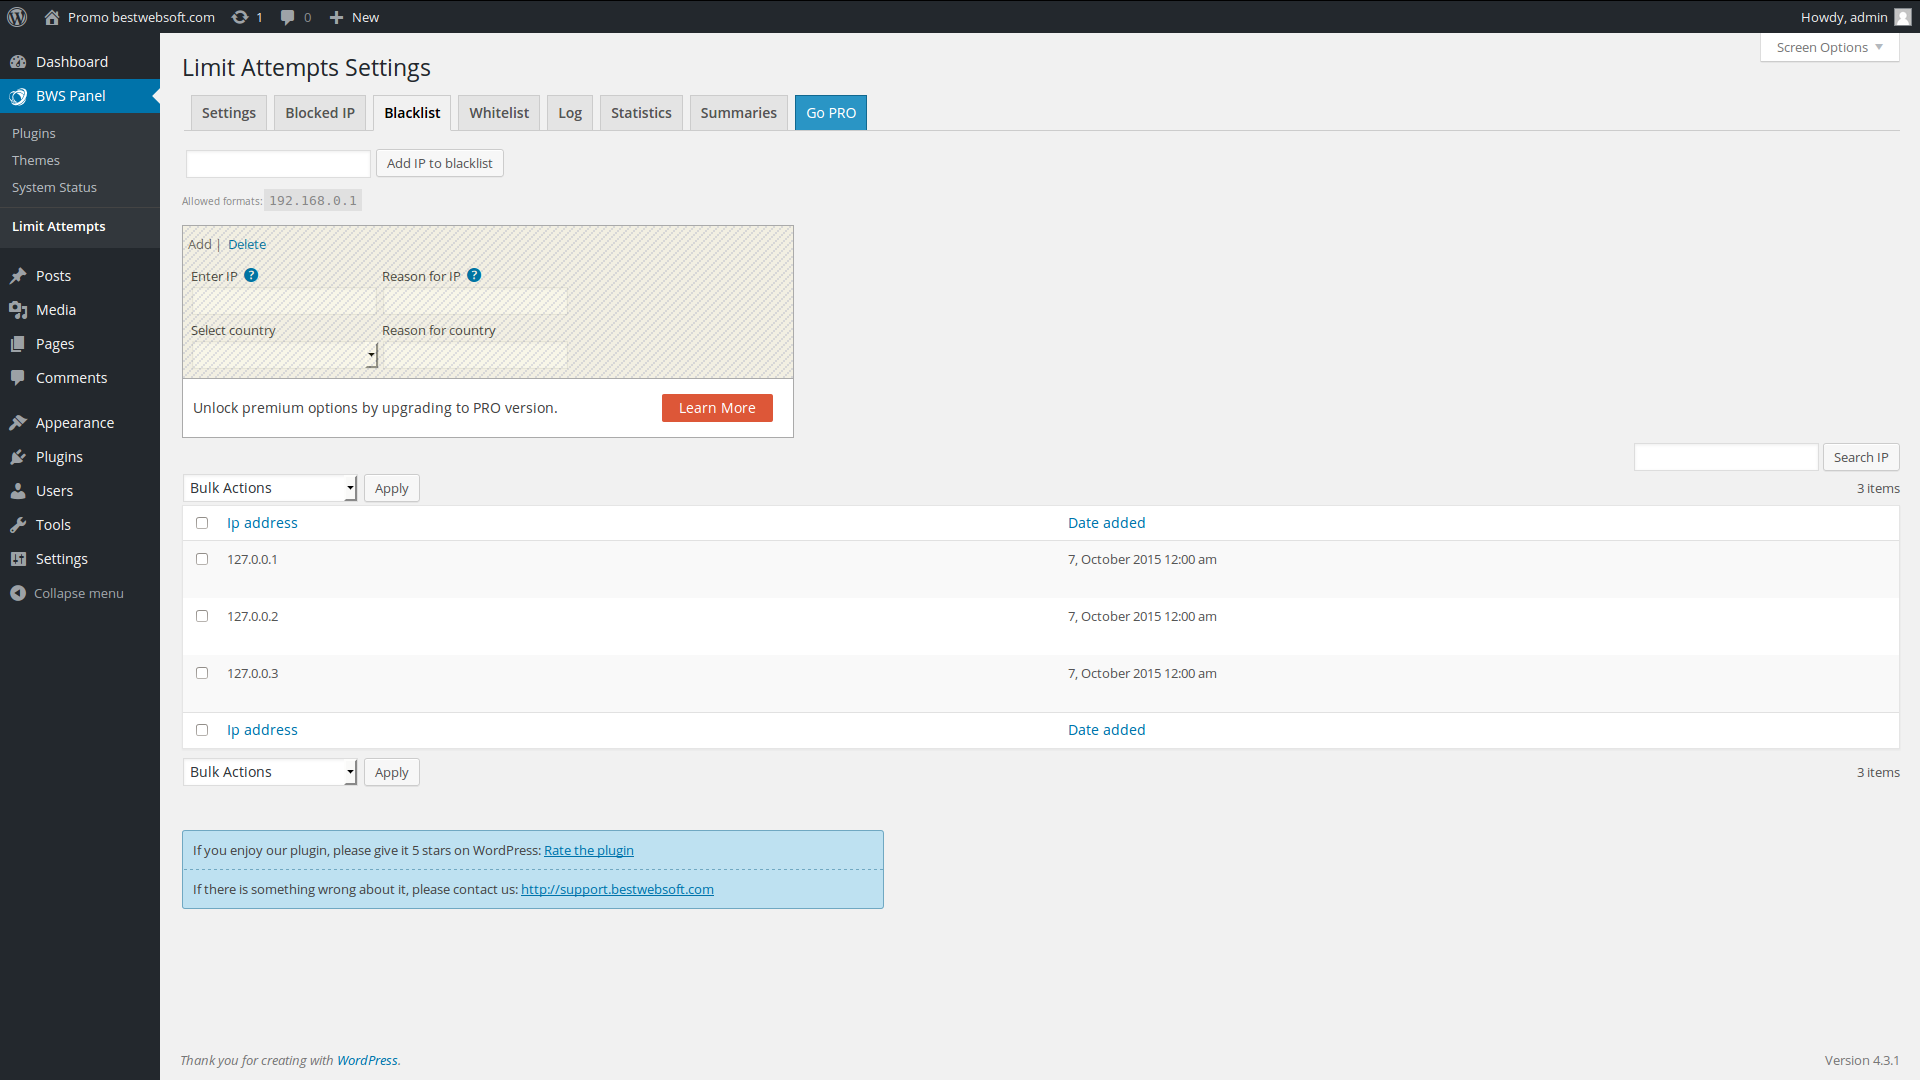 Promo bestwebsoft.com 1 0 New Howdy, admin
Screen Options
Dashboard
BWS Panel
Plugins
Themes
System Status
Limit Attempts
Posts
Media
Pages
Comments
Appearance
Plugins
Users
Tools
Settings
Collapse menu
Limit Attempts Settings
Settings Blocked IP Blacklist Whitelist Log Statistics Summaries Go PRO
Add IP to blacklist
Allowed formats: 192.168.0.1
Add | Delete
Enter IP ? Reason for IP ?
Select country Reason for country
Unlock premium options by upgrading to PRO version. Learn More
Search IP
Bulk Actions Apply 3 items
Ip address Date added
127.0.0.1 7, October 2015 12:00 am
127.0.0.2 7, October 2015 12:00 am
127.0.0.3 7, October 2015 12:00 am
Ip address Date added
Bulk Actions Apply 3 items
If you enjoy our plugin, please give it 5 stars on WordPress: Rate the plugin
If there is something wrong about it, please contact us: http://support.bestwebsoft.com
Thank you for creating with WordPress. Version 4.3.1